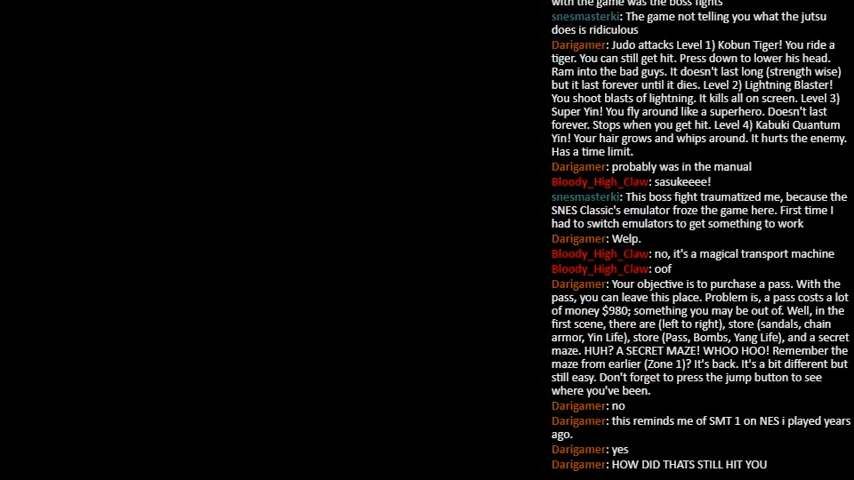 with the game was the boss fights
snesmasterki: The game not telling you what the jutsu
does is ridiculous
Darigamer: Judo attacks Level 1) Kobun Tiger! You ride a
tiger. You can still get hit. Press down to lower his head.
Ram into the bad guys. It doesn't last long (strength wise)
but it last forever until it dies. Level 2) Lightning Blaster!
You shoot blasts of lightning. It kills all on screen. Level 3)
Super Yin! You fly around like a superhero. Doesn't last
forever. Stops when you get hit. Level 4) Kabuki Quantum
Yin! Your hair grows and whips around. It hurts the enemy.
Has a time limit.
Darigamer: probably was in the manual
Bloody_High_Claw: sasukeeee!
snesmasterki: This boss fight traumatized me, because the
SNES Classic's emulator froze the game here. First time I
had to switch emulators to get something to work
Darigamer: Welp.
Bloody_High_Claw: no, it's a magical transport machine
Bloody_High_Claw: oof
Darigamer: Your objective is to purchase a pass. With the
pass, you can leave this place. Problem is, a pass costs a lot
of money $980; something you may be out of. Well, in the
first scene, there are (left to right), store (sandals, chain
armor, Yin Life), store (Pass, Bombs, Yang Life), and a secret
maze. HUH? A SECRET MAZE! WHOO HOO! Remember the
maze from earlier (Zone 1)? It's back. It's a bit different but
still easy. Don't forget to press the jump button to see
where you've been.
Darigamer: no
Darigamer: this reminds me of SMT 1 on NES i played years
ago.
Darigamer: yes
Darigamer: HOW DID THATS STILL HIT YOU